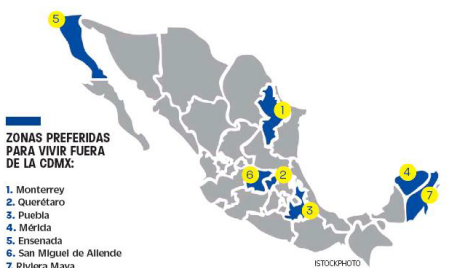 5
1
4
6
2
7
3
ZONAS PREFERIDAS
PARA VIVIR FUERA
DE LA CDMX:
1. Monterrey
2. Querétaro
3. Puebla
4. Mérida
5. Ensenada
6. San Miguel de Allende
7. Riviera Maya
ISTOCKPHOTO